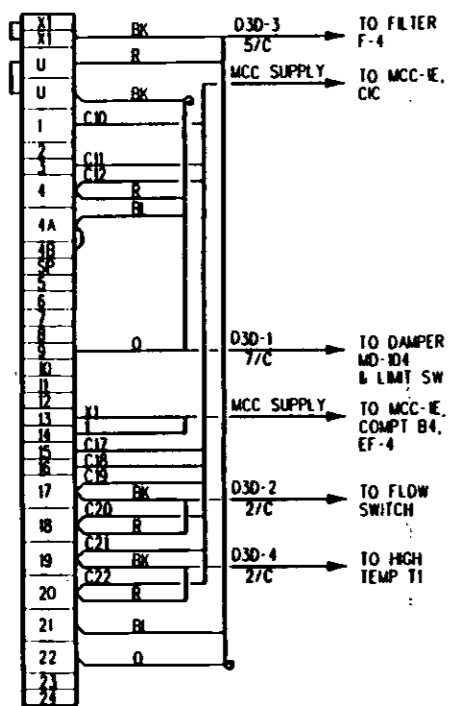 X1
X1 BK D3D-3 TO FILTER
5/C F-4
U R
MCC SUPPLY TO MCC-1E,
U BK C1C
1 C10
2
3 C11
C12
4 R
BL
4A
4B
SP
5
6
7
8
9 O D3D-1 TO DAMPER
10 7/C MD-104
11 & LIMIT SW
12
13 X1 MCC SUPPLY TO MCC-1E,
14 1 COMPT B4,
15 C17 EF-4
16 C18
C19
17 BK D3D-2 TO FLOW
C20 2/C SWITCH
18 R
C21
19 BK D3D-4 TO HIGH
C22 2/C TEMP T1
20 R
21 BL
22 O
23
24